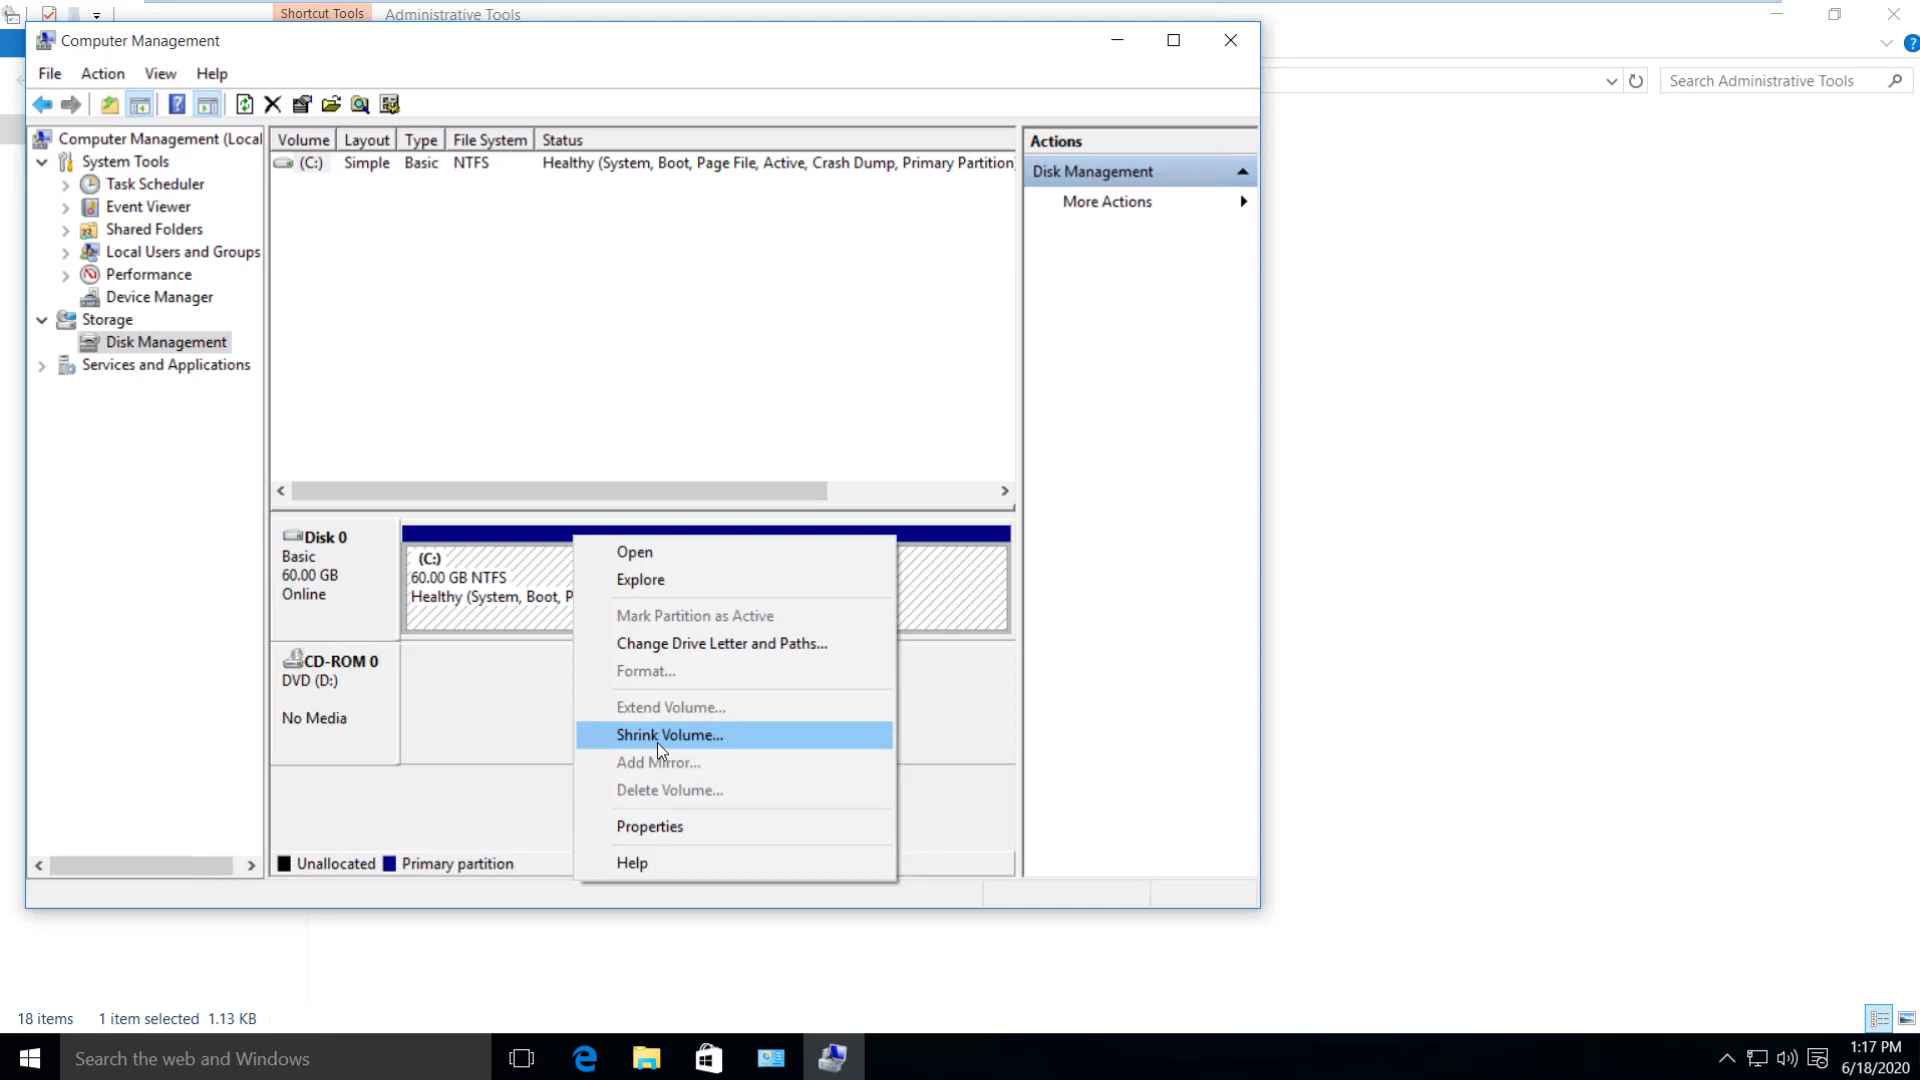 Shortcut Tools
Administrative Tools
Computer Management
File Action View Help
Search Administrative Tools
Computer Management (Local
System Tools
Task Scheduler
Event Viewer
Shared Folders
Local Users and Groups
Performance
Device Manager
Storage
Disk Management
Services and Applications
Volume Layout Type File System Status
(C:) Simple Basic NTFS Healthy (System, Boot, Page File, Active, Crash Dump, Primary Partition)
Actions
Disk Management
More Actions
Disk 0
Basic
60.00 GB
Online
(C:)
60.00 GB NTFS
Healthy (System, Boot, P
CD-ROM 0
DVD (D:)
No Media
Open
Explore
Mark Partition as Active
Change Drive Letter and Paths...
Format...
Extend Volume...
Shrink Volume...
Add Mirror...
Delete Volume...
Properties
Help
Unallocated Primary partition
18 items 1 item selected 1.13 KB
Search the web and Windows
1:17 PM
6/18/2020